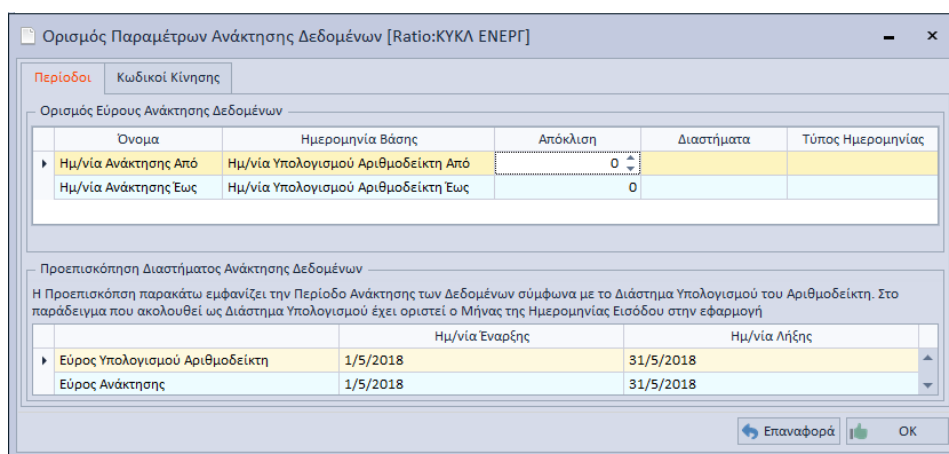 Ορισμός Παραμέτρων Ανάκτησης Δεδομένων [Ratio:ΚΥΚΛ ΕΝΕΡΓ]
Περίοδοι Κωδικοί Κίνησης
Ορισμός Εύρους Ανάκτησης Δεδομένων
Όνομα Ημερομηνία Βάσης Απόκλιση Διαστήματα Τύπος Ημερομηνίας
Ημ/νία Ανάκτησης Από Ημ/νία Υπολογισμού Αριθμοδείκτη Από 0
Ημ/νία Ανάκτησης Έως Ημ/νία Υπολογισμού Αριθμοδείκτη Έως 0
Προεπισκόπηση Διαστήματος Ανάκτησης Δεδομένων
Η Προεπισκόπση παρακάτω εμφανίζει την Περίοδο Ανάκτησης των Δεδομένων σύμφωνα με το Διάστημα Υπολογισμού του Αριθμοδείκτη. Στο
παράδειγμα που ακολουθεί ως Διάστημα Υπολογισμού έχει οριστεί ο Μήνας της Ημερομηνίας Εισόδου στην εφαρμογή
Ημ/νία Έναρξης Ημ/νία Λήξης
Εύρος Υπολογισμού Αριθμοδείκτη 1/5/2018 31/5/2018
Εύρος Ανάκτησης 1/5/2018 31/5/2018
Επαναφορά OK